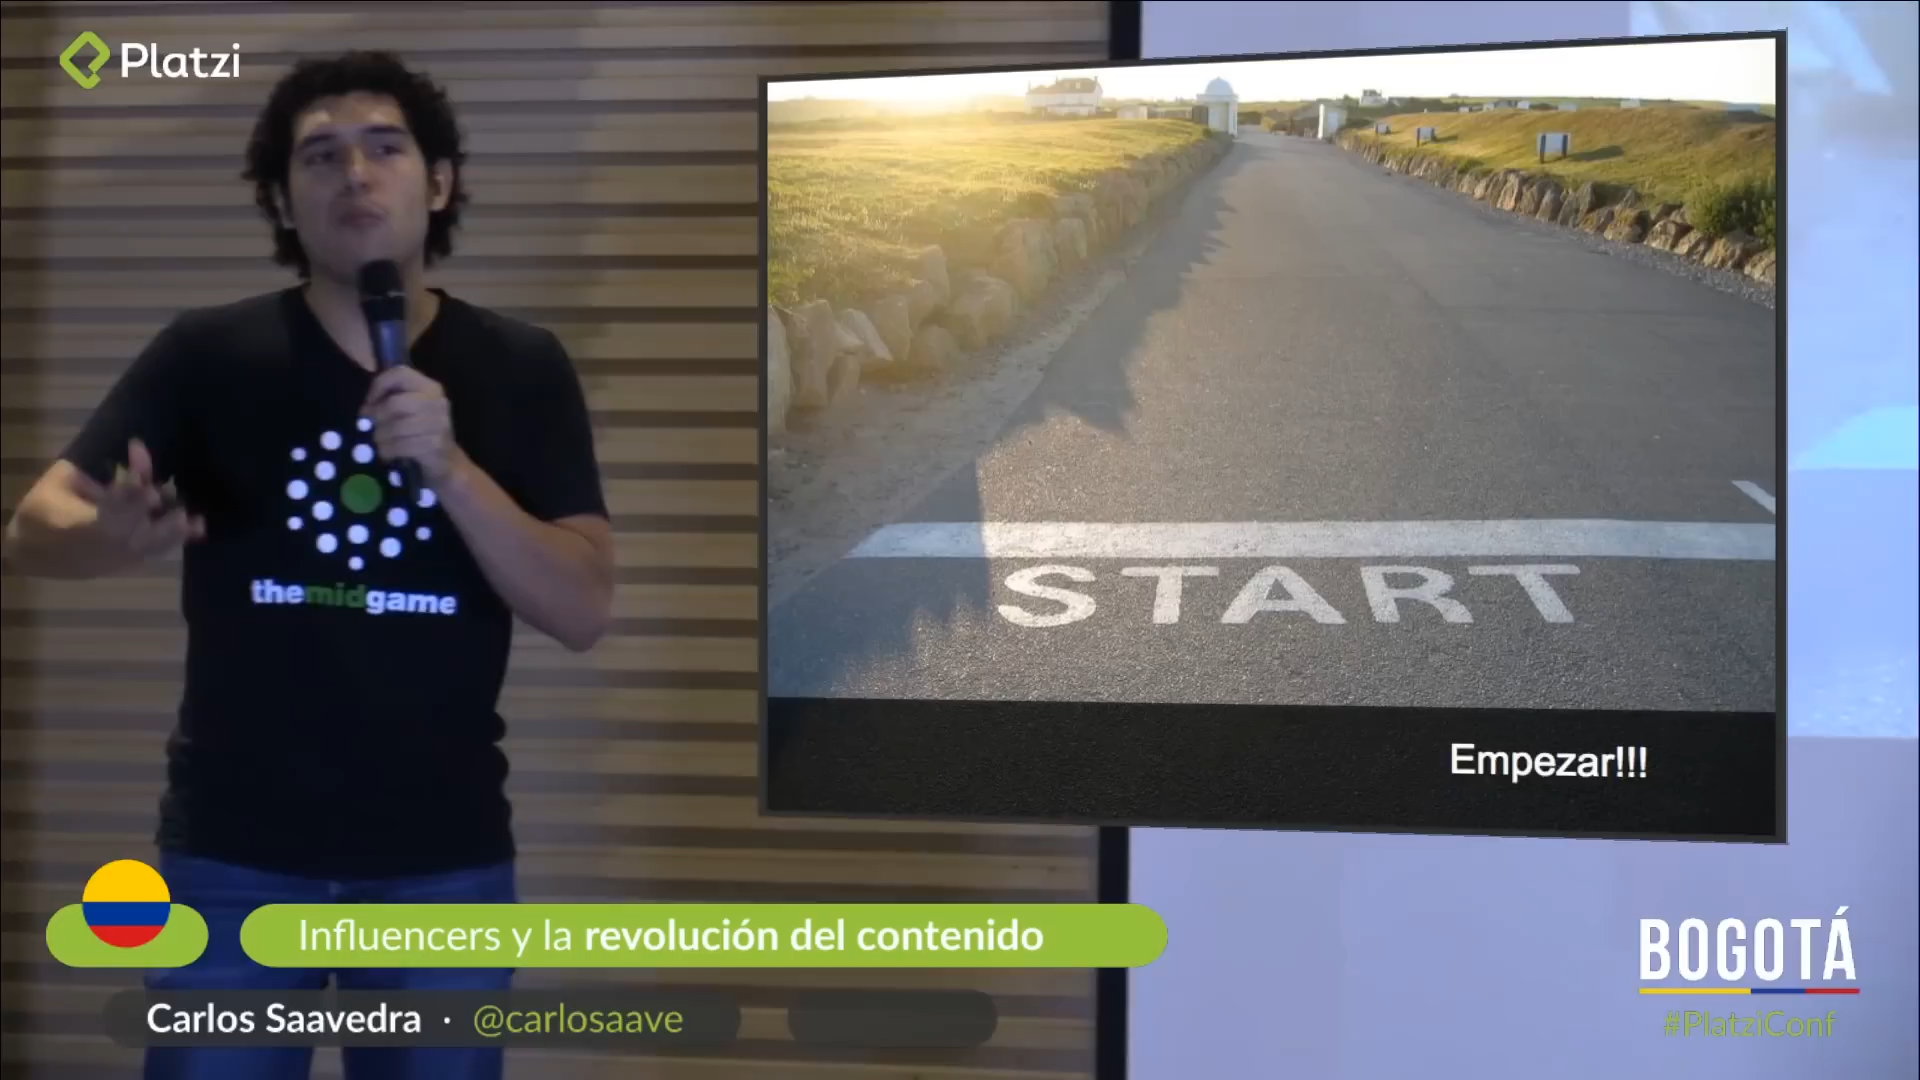 Platzi
START
Empezar!!!
themidgame
Influencers y la revolución del contenido
Carlos Saavedra · @carlosaave
BOGOTÁ
#PlatziConf